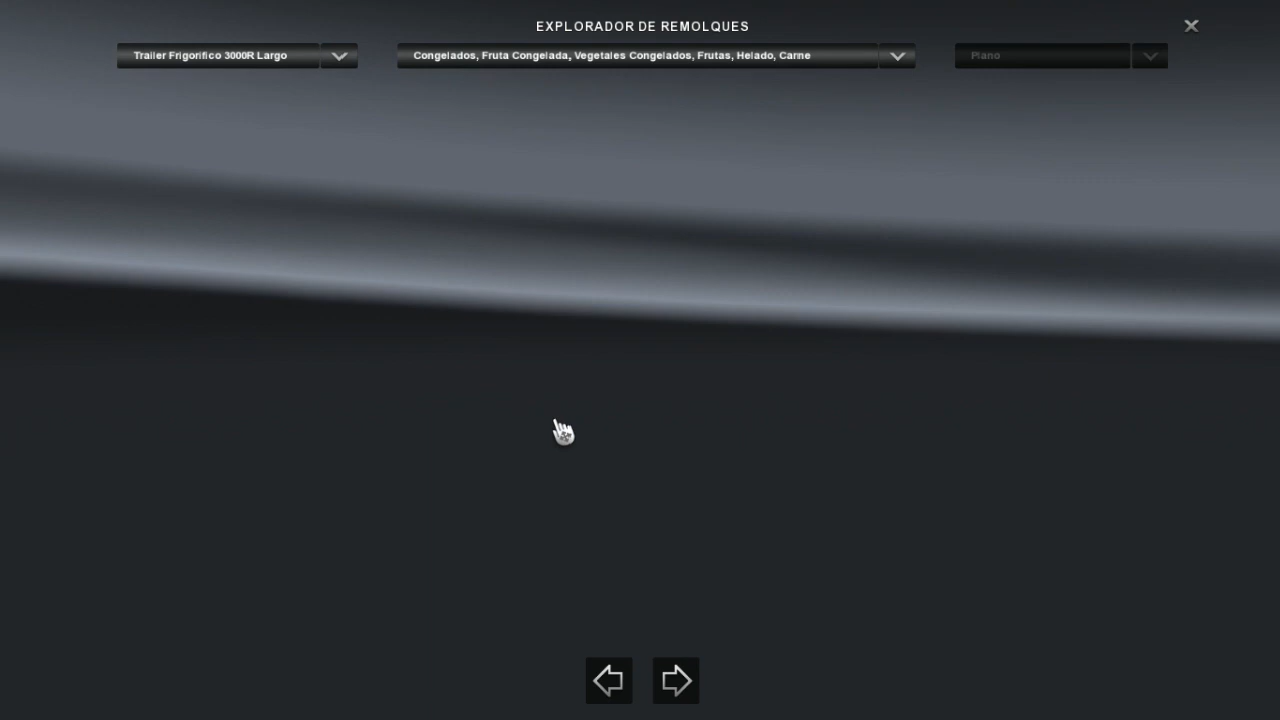 EXPLORADOR DE REMOLQUES
Trailer Frigorifico 3000R Largo
Congelados, Fruta Congelada, Vegetales Congelados, Frutas, Helado, Carne
Plano